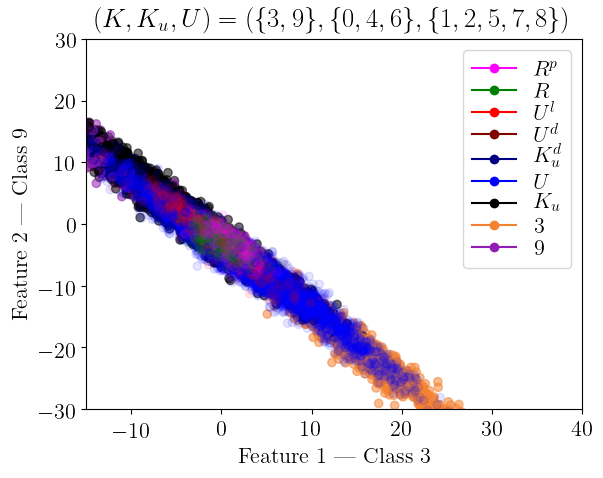 (K, K_u, U) = ({3, 9}, {0, 4, 6}, {1, 2, 5, 7, 8})
30
20
10
0
−10
−20
−30
−10
0
10
20
30
40
Feature 2 — Class 9
Feature 1 — Class 3
R^p
R
U^l
U^d
K_u^d
U
K_u
3
9